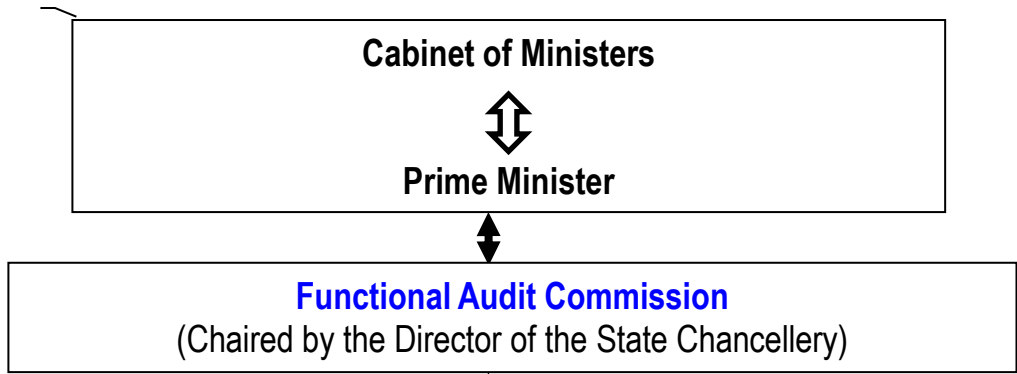 Cabinet of Ministers
Prime Minister
Functional Audit Commission
(Chaired by the Director of the State Chancellery)